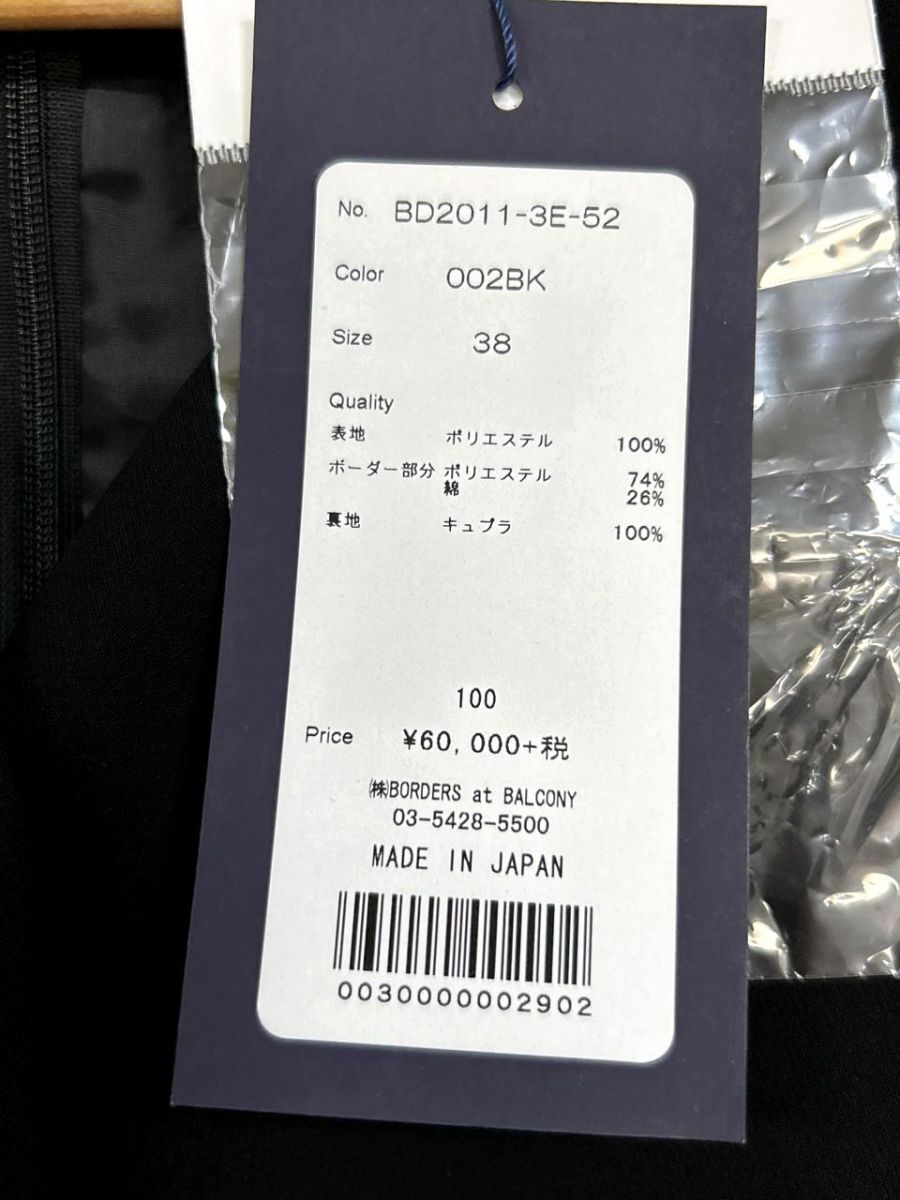 No. BD2011-3E-52
Color 002BK
Size 38
Quality
表地 ポリエステル 100%
ボーダー部分 ポリエステル 74%
綿 26%
裏地 キュプラ 100%
100
Price ¥60,000+税
㈱BORDERS at BALCONY
03-5428-5500
MADE IN JAPAN
0030000002902